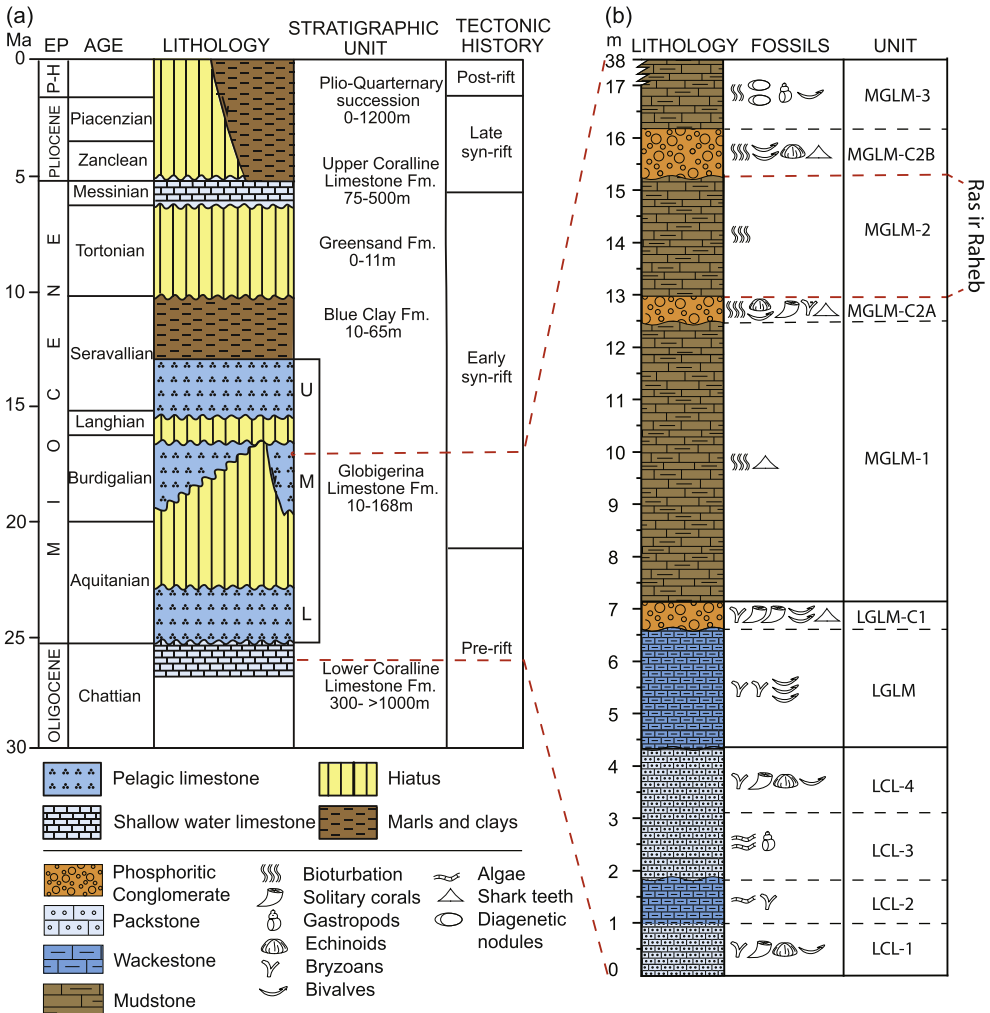 (a)
Ma
EP
AGE
LITHOLOGY
STRATIGRAPHIC
UNIT
TECTONIC
HISTORY
0
5
10
15
20
25
30
P-H
PLIOCENE
MIOCENE
OLIGOCENE
Piacenzian
Zanclean
Messinian
Tortonian
Seravallian
Langhian
Burdigalian
Aquitanian
Chattian
U
M
L
Plio-Quarternary
succession
0-1200m
Upper Coralline
Limestone Fm.
75-500m
Greensand Fm.
0-11m
Blue Clay Fm.
10-65m
Globigerina
Limestone Fm.
10-168m
Lower Coralline
Limestone Fm.
300- >1000m
Post-rift
Late
syn-rift
Early
syn-rift
Pre-rift
Pelagic limestone
Hiatus
Shallow water limestone
Marls and clays
Phosphoritic
Conglomerate
Packstone
Wackestone
Mudstone
Bioturbation
Solitary corals
Gastropods
Echinoids
Bryzoans
Bivalves
Algae
Shark teeth
Diagenetic
nodules
(b)
m
LITHOLOGY
FOSSILS
UNIT
38
17
16
15
14
13
12
11
10
9
8
7
6
5
4
3
2
1
0
MGLM-3
MGLM-C2B
MGLM-2
MGLM-C2A
MGLM-1
LGLM-C1
LGLM
LCL-4
LCL-3
LCL-2
LCL-1
Ras ir Raheb